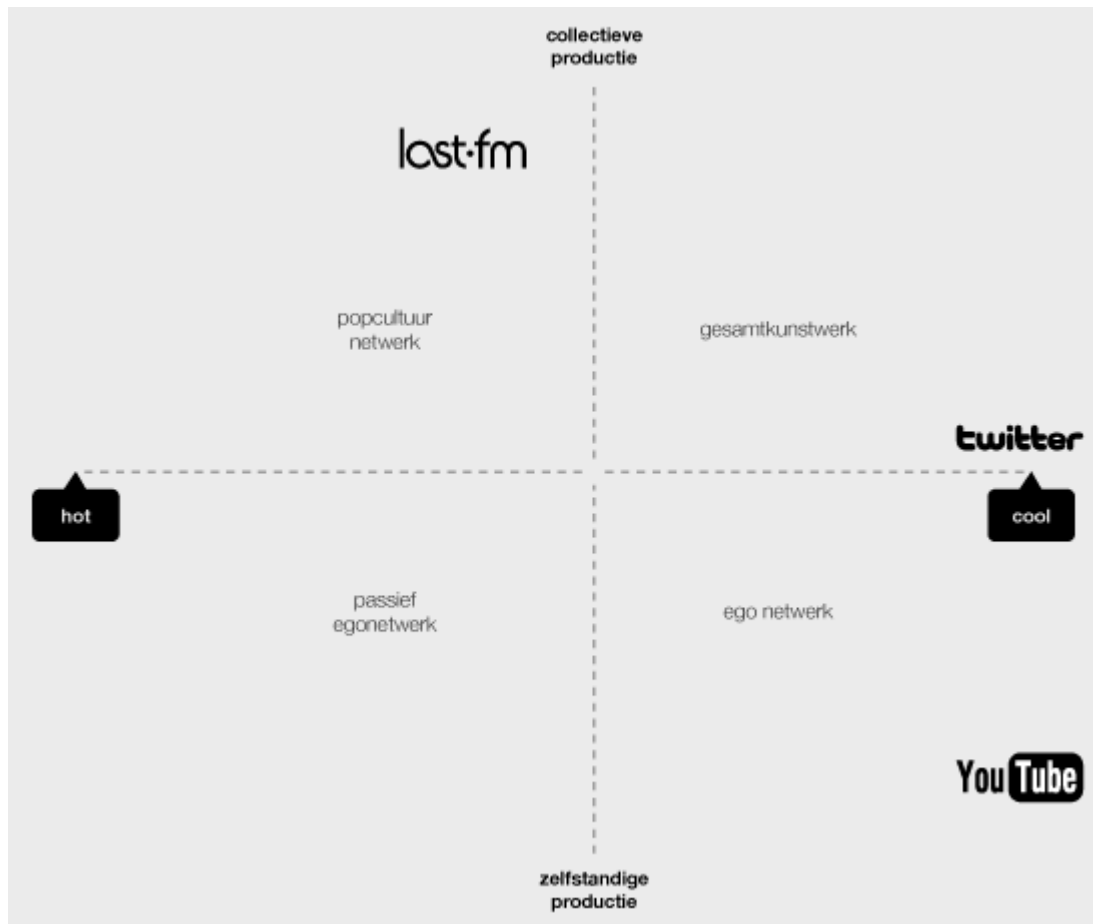 collectieve
productie
last.fm
popcultuur
netwerk
gesamtkunstwerk
twitter
hot
cool
passief
egonetwerk
ego netwerk
YouTube
zelfstandige
productie